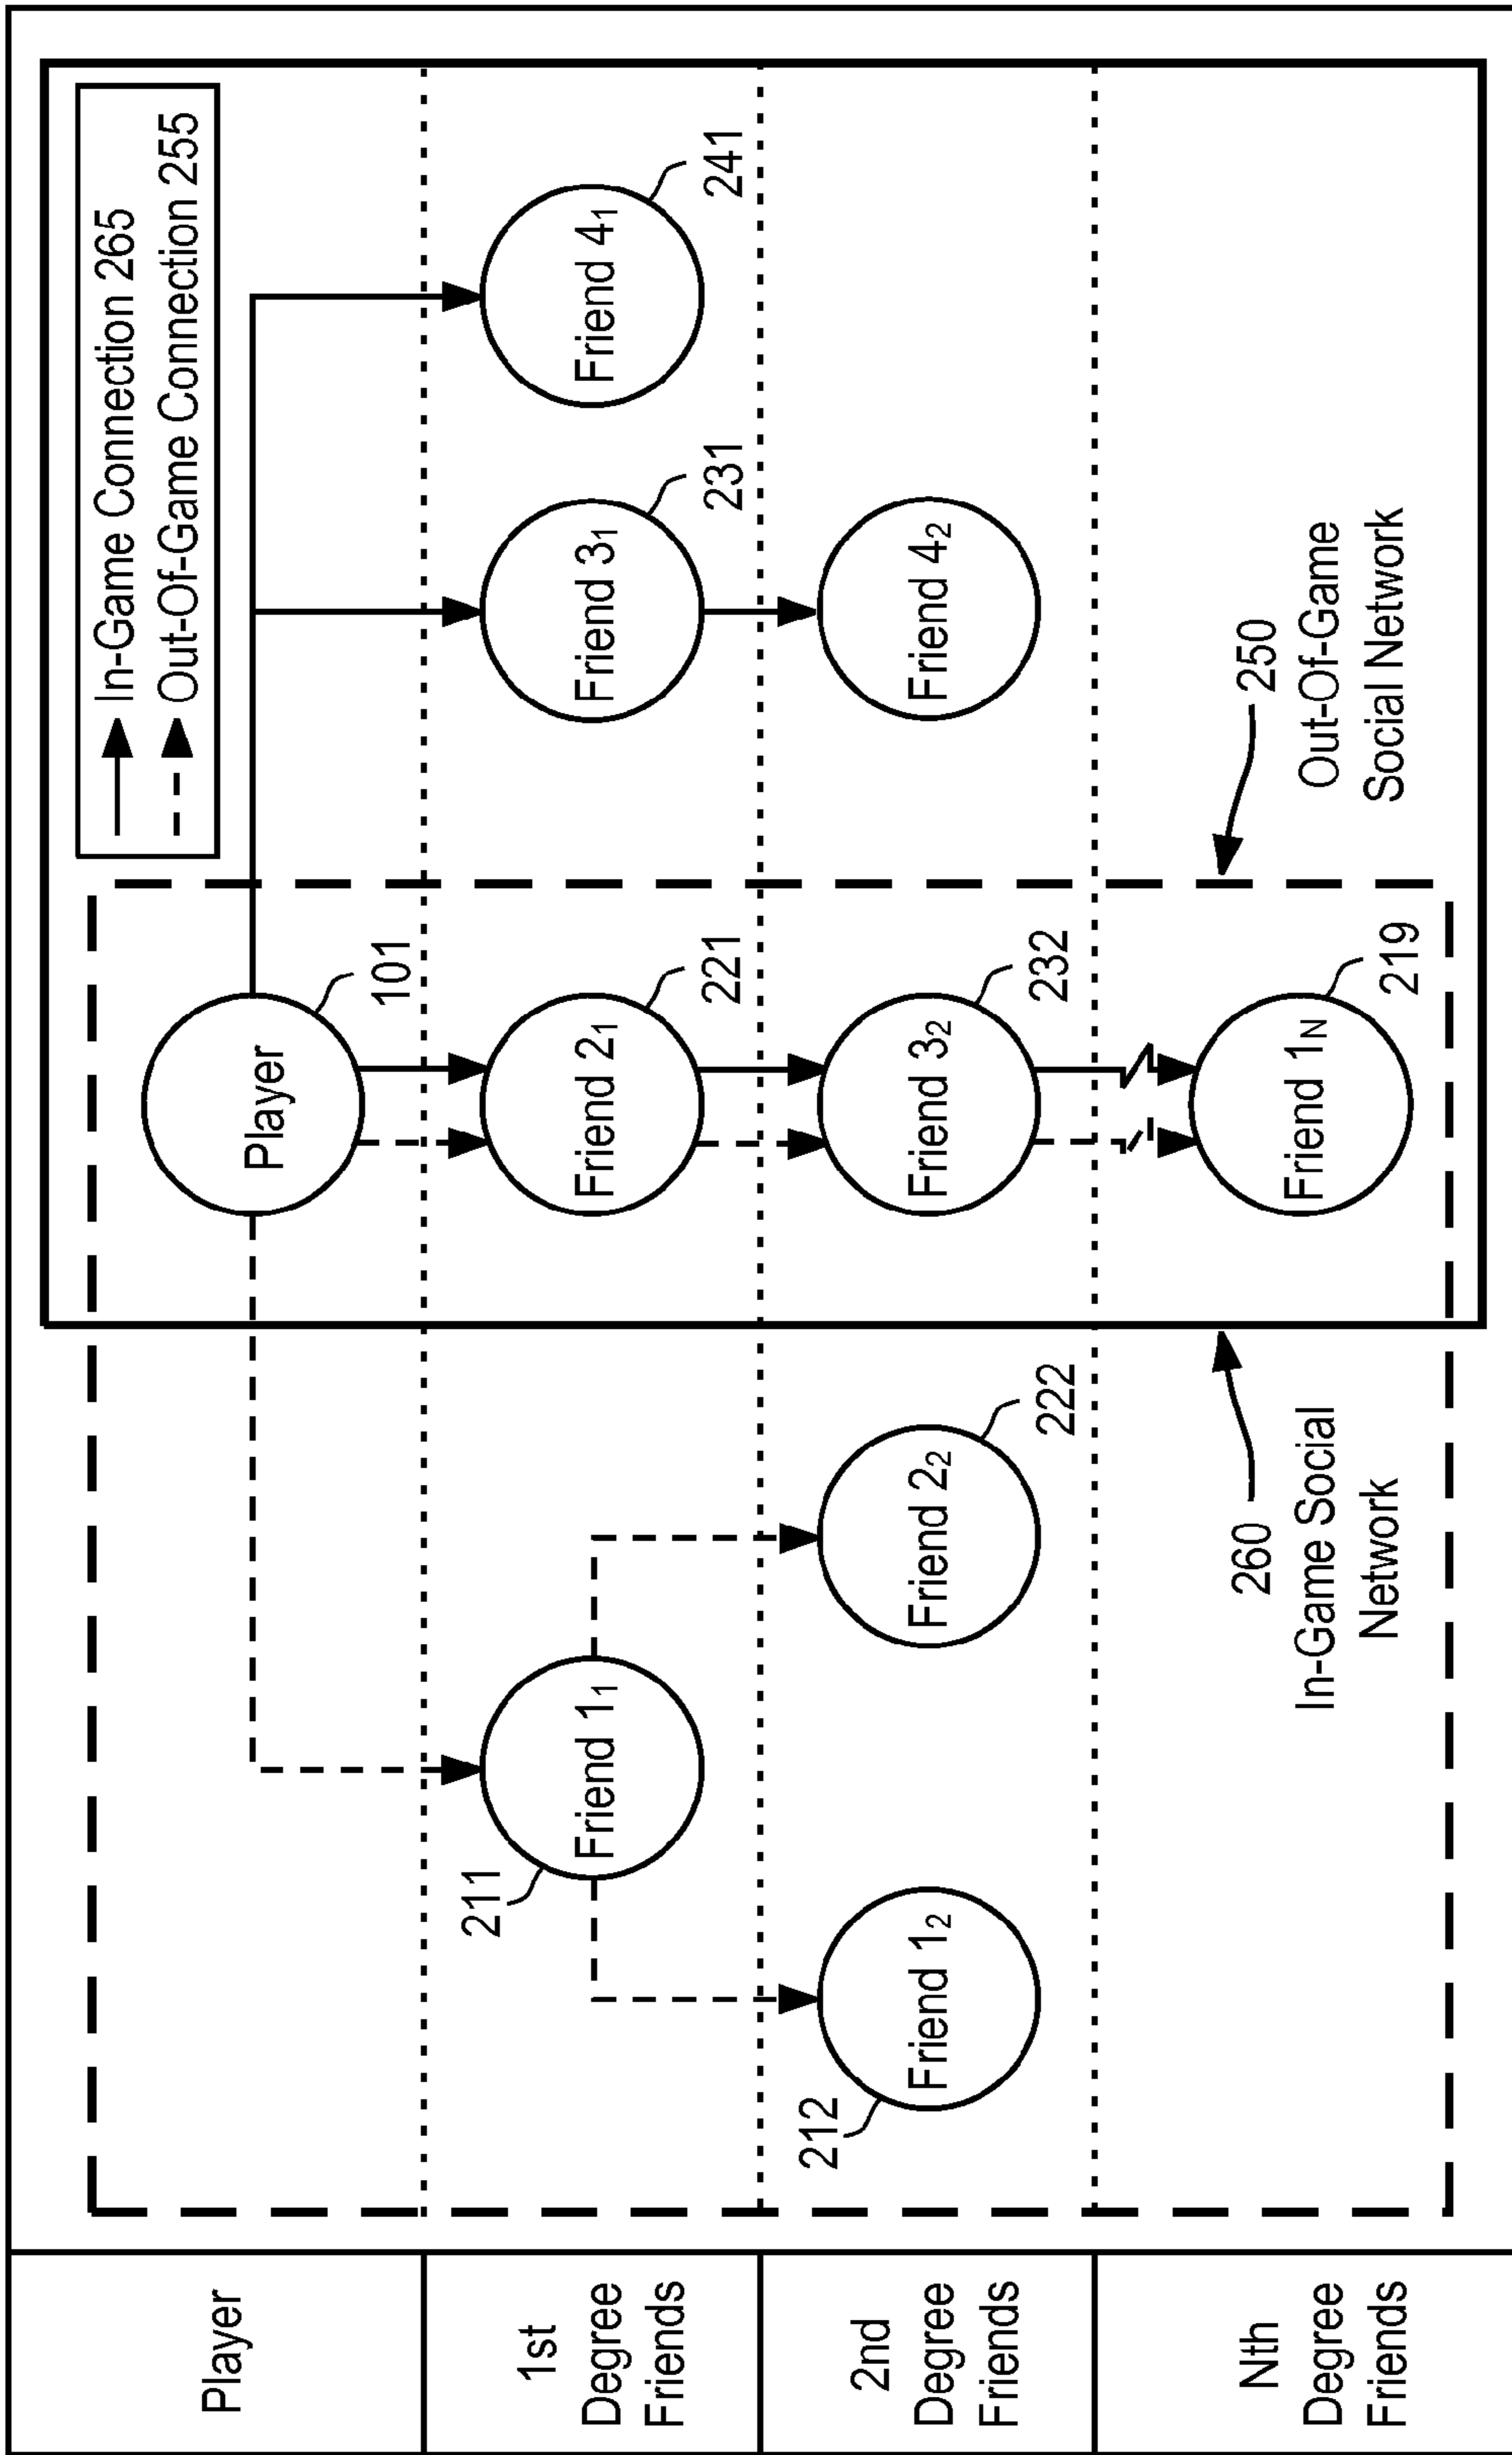 Player
1st
Degree
Friends
2nd
Degree
Friends
Nth
Degree
Friends
In-Game Connection 265
Out-Of-Game Connection 255
Player
101
211
Friend 1₁
Friend 2₁
221
Friend 3₁
231
Friend 4₁
241
212
Friend 1₂
Friend 2₂
222
Friend 3₂
232
Friend 4₂
260
In-Game Social
Network
Friend 1N
219
250
Out-Of-Game
Social Network